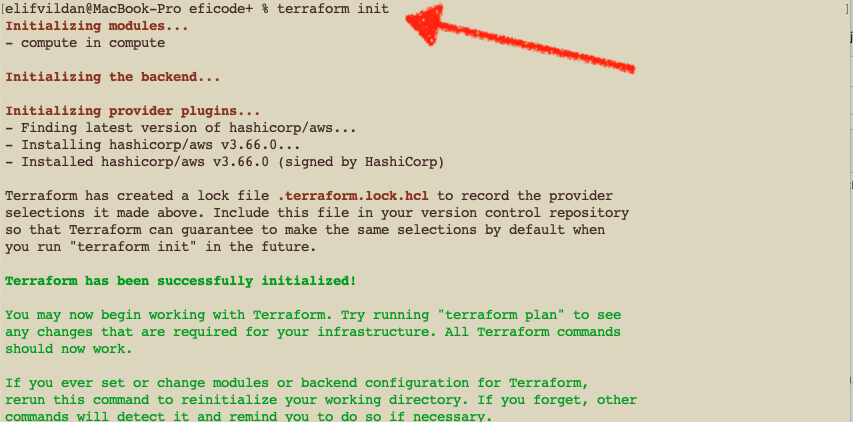 [elifvildan@MacBook-Pro eficode+ % terraform init ]
Initializing modules...
- compute in compute
Initializing the backend...
Initializing provider plugins...
- Finding latest version of hashicorp/aws...
- Installing hashicorp/aws v3.66.0...
- Installed hashicorp/aws v3.66.0 (signed by HashiCorp)
Terraform has created a lock file .terraform.lock.hcl to record the provider
selections it made above. Include this file in your version control repository
so that Terraform can guarantee to make the same selections by default when
you run "terraform init" in the future.
Terraform has been successfully initialized!
You may now begin working with Terraform. Try running "terraform plan" to see
any changes that are required for your infrastructure. All Terraform commands
should now work.
If you ever set or change modules or backend configuration for Terraform,
rerun this command to reinitialize your working directory. If you forget, other
commands will detect it and remind you to do so if necessary.